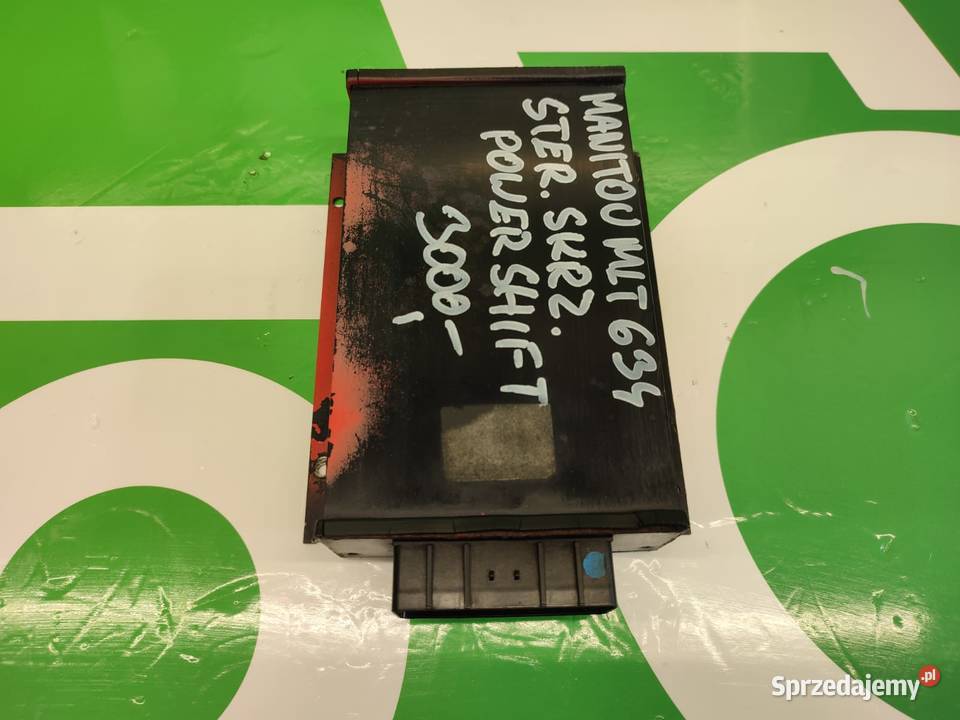 MANITOU MLT 634
STER. SKRZ.
POWER SHIFT
3000,-
Sprzedajemy.pl